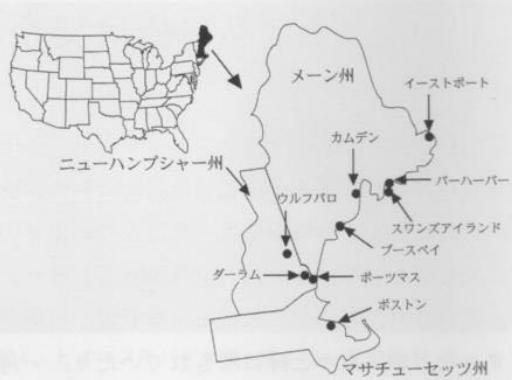 メーン州
イーストポート
カムデン
ニューハンプシャー州
バーハーバー
ウルフバロ
スワンズアイランド
ブースベイ
ダーラム
ポーツマス
ボストン
マサチューセッツ州